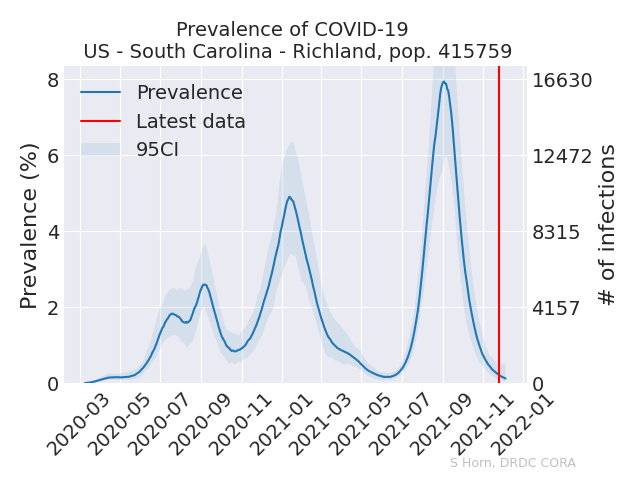 Prevalence of COVID-19
US - South Carolina - Richland, pop. 415759
Prevalence
Latest data
95CI
Prevalence (%)
8
6
4
2
0
16630
12472
8315
4157
0
# of infections
2020-03
2020-05
2020-07
2020-09
2020-11
2021-01
2021-03
2021-05
2021-07
2021-09
2021-11
2022-01
S Horn, DRDC CORA